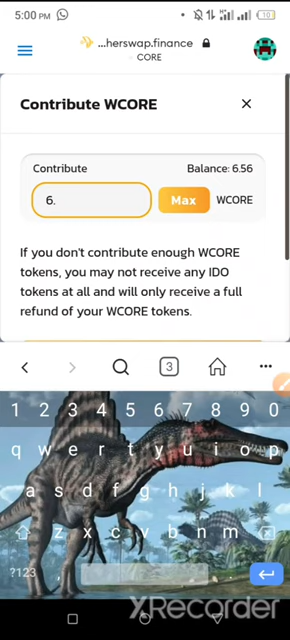 5:00 PM
10
...herswap.finance
CORE
Contribute WCORE
Contribute
Balance: 6.56
6.
Max
WCORE
If you don't contribute enough WCORE
tokens, you may not receive any IDO
tokens at all and will only receive a full
refund of your WCORE tokens.
3
1 2 3 4 5 6 7 8 9 0
q w e r t y u i o p
a s d f g h j k l
z x c v b n m
?123 , .
XRecorder